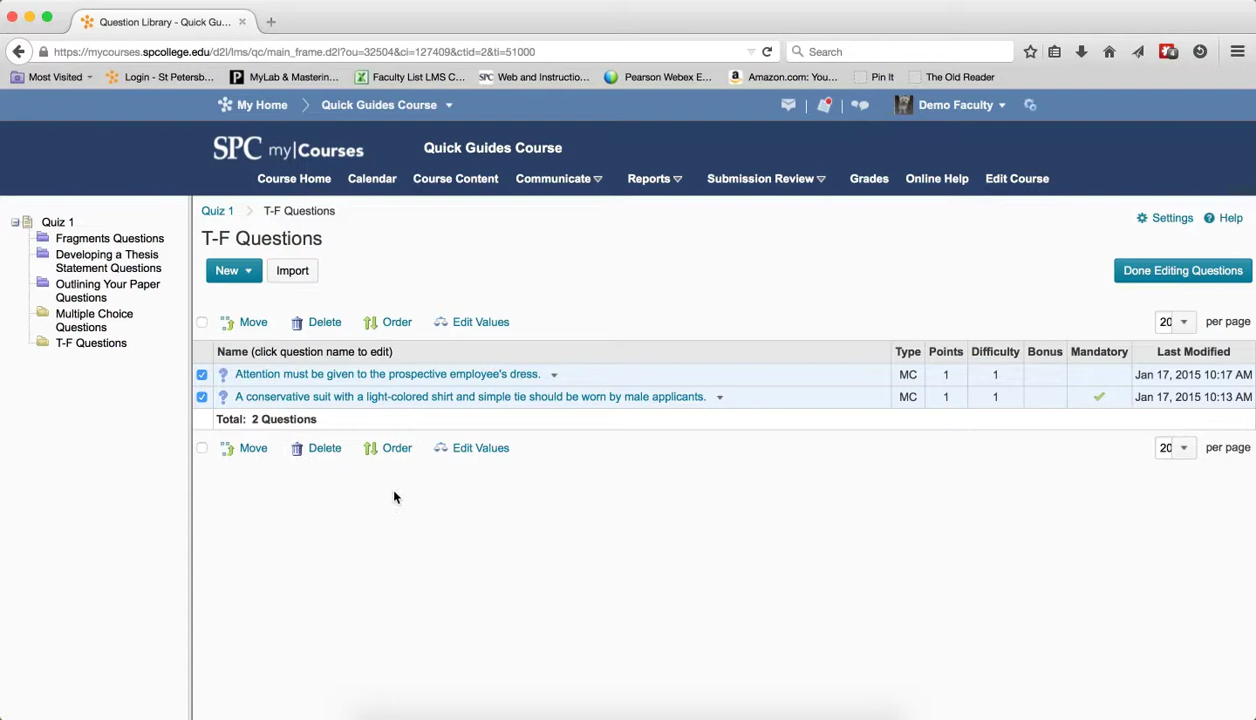 Question Library - Quick Gu...
https://mycourses.spcollege.edu/d2l/lms/qc/main_frame.d2l?ou=32504&ci=127409&ctid=2&ti=51000
Search
Most Visited
Login - St Petersb...
MyLab & Masterin...
Faculty List LMS C...
SPC Web and Instructio...
Pearson Webex E...
Amazon.com: You...
Pin It
The Old Reader
My Home
Quick Guides Course
Demo Faculty
SPC my Courses
Quick Guides Course
Course Home
Calendar
Course Content
Communicate
Reports
Submission Review
Grades
Online Help
Edit Course
Quiz 1
Fragments Questions
Developing a Thesis
Statement Questions
Outlining Your Paper
Questions
Multiple Choice
Questions
T-F Questions
Quiz 1 T-F Questions
Settings
Help
T-F Questions
New
Import
Done Editing Questions
Move
Delete
Order
Edit Values
20 per page
Name (click question name to edit) Type Points Difficulty Bonus Mandatory Last Modified
Attention must be given to the prospective employee's dress. MC 1 1 Jan 17, 2015 10:17 AM
A conservative suit with a light-colored shirt and simple tie should be worn by male applicants. MC 1 1 Jan 17, 2015 10:13 AM
Total: 2 Questions
Move
Delete
Order
Edit Values
20 per page